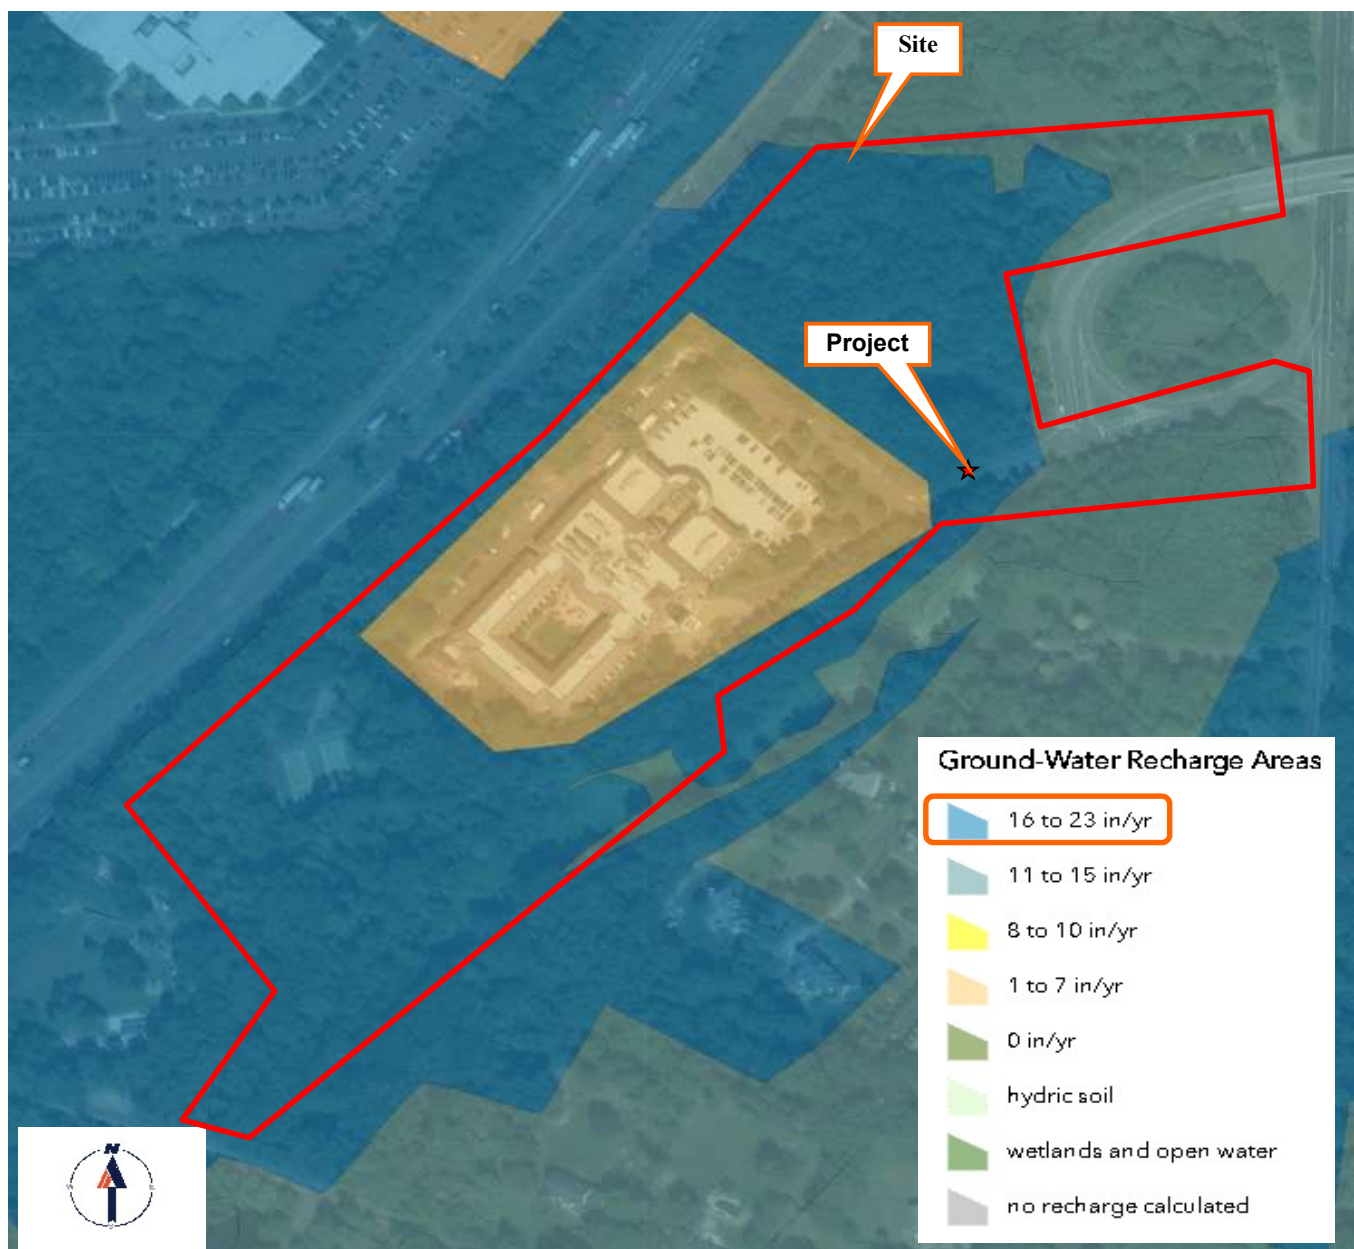 Site
Project
Ground-Water Recharge Areas
16 to 23 in/yr
11 to 15 in/yr
8 to 10 in/yr
1 to 7 in/yr
0 in/yr
hydric soil
wetlands and open water
no recharge calculated
N
W
E
S